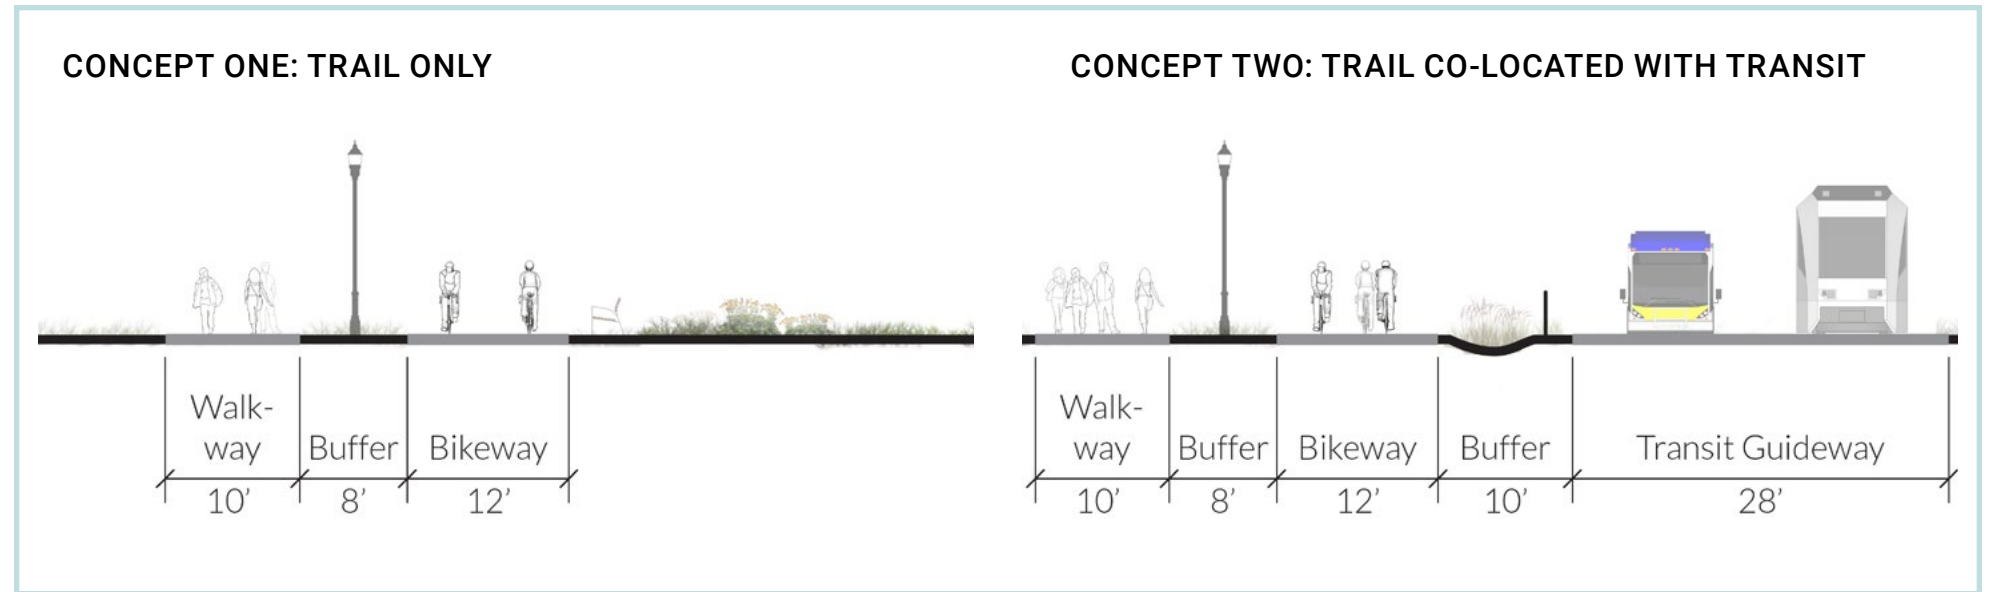 CONCEPT ONE: TRAIL ONLY
Walk-
way
Buffer
Bikeway
10’
8’
12’
CONCEPT TWO: TRAIL CO-LOCATED WITH TRANSIT
Walk-
way
Buffer
Bikeway
Buffer
Transit Guideway
10’
8’
12’
10’
28’